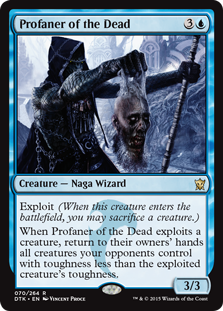 Profaner of the Dead 3
Creature — Naga Wizard
Exploit (When this creature enters the
battlefield, you may sacrifice a creature.)
When Profaner of the Dead exploits a
creature, return to their owners' hands
all creatures your opponents control
with toughness less than the exploited
creature's toughness.
3/3
070/264 R
DTK • EN Vincent Proce ™ & © 2015 Wizards of the Coast